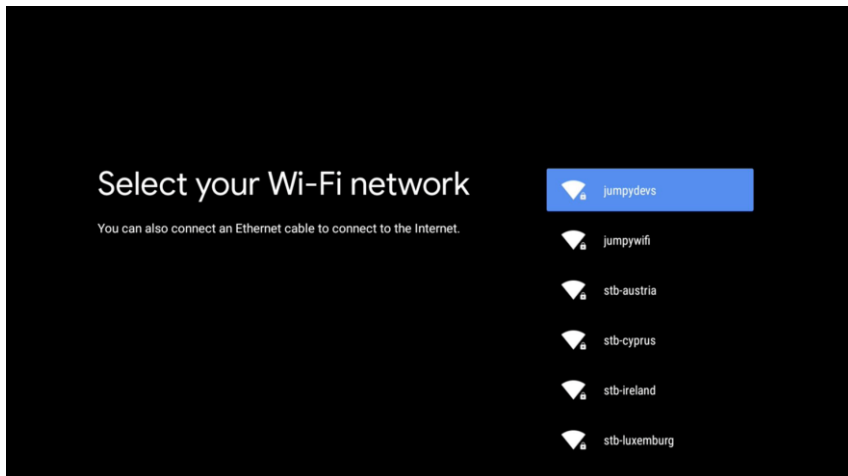 Select your Wi-Fi network
You can also connect an Ethernet cable to connect to the Internet.
jumpydevs
jumpywifi
stb-austria
stb-cyprus
stb-ireland
stb-luxemburg